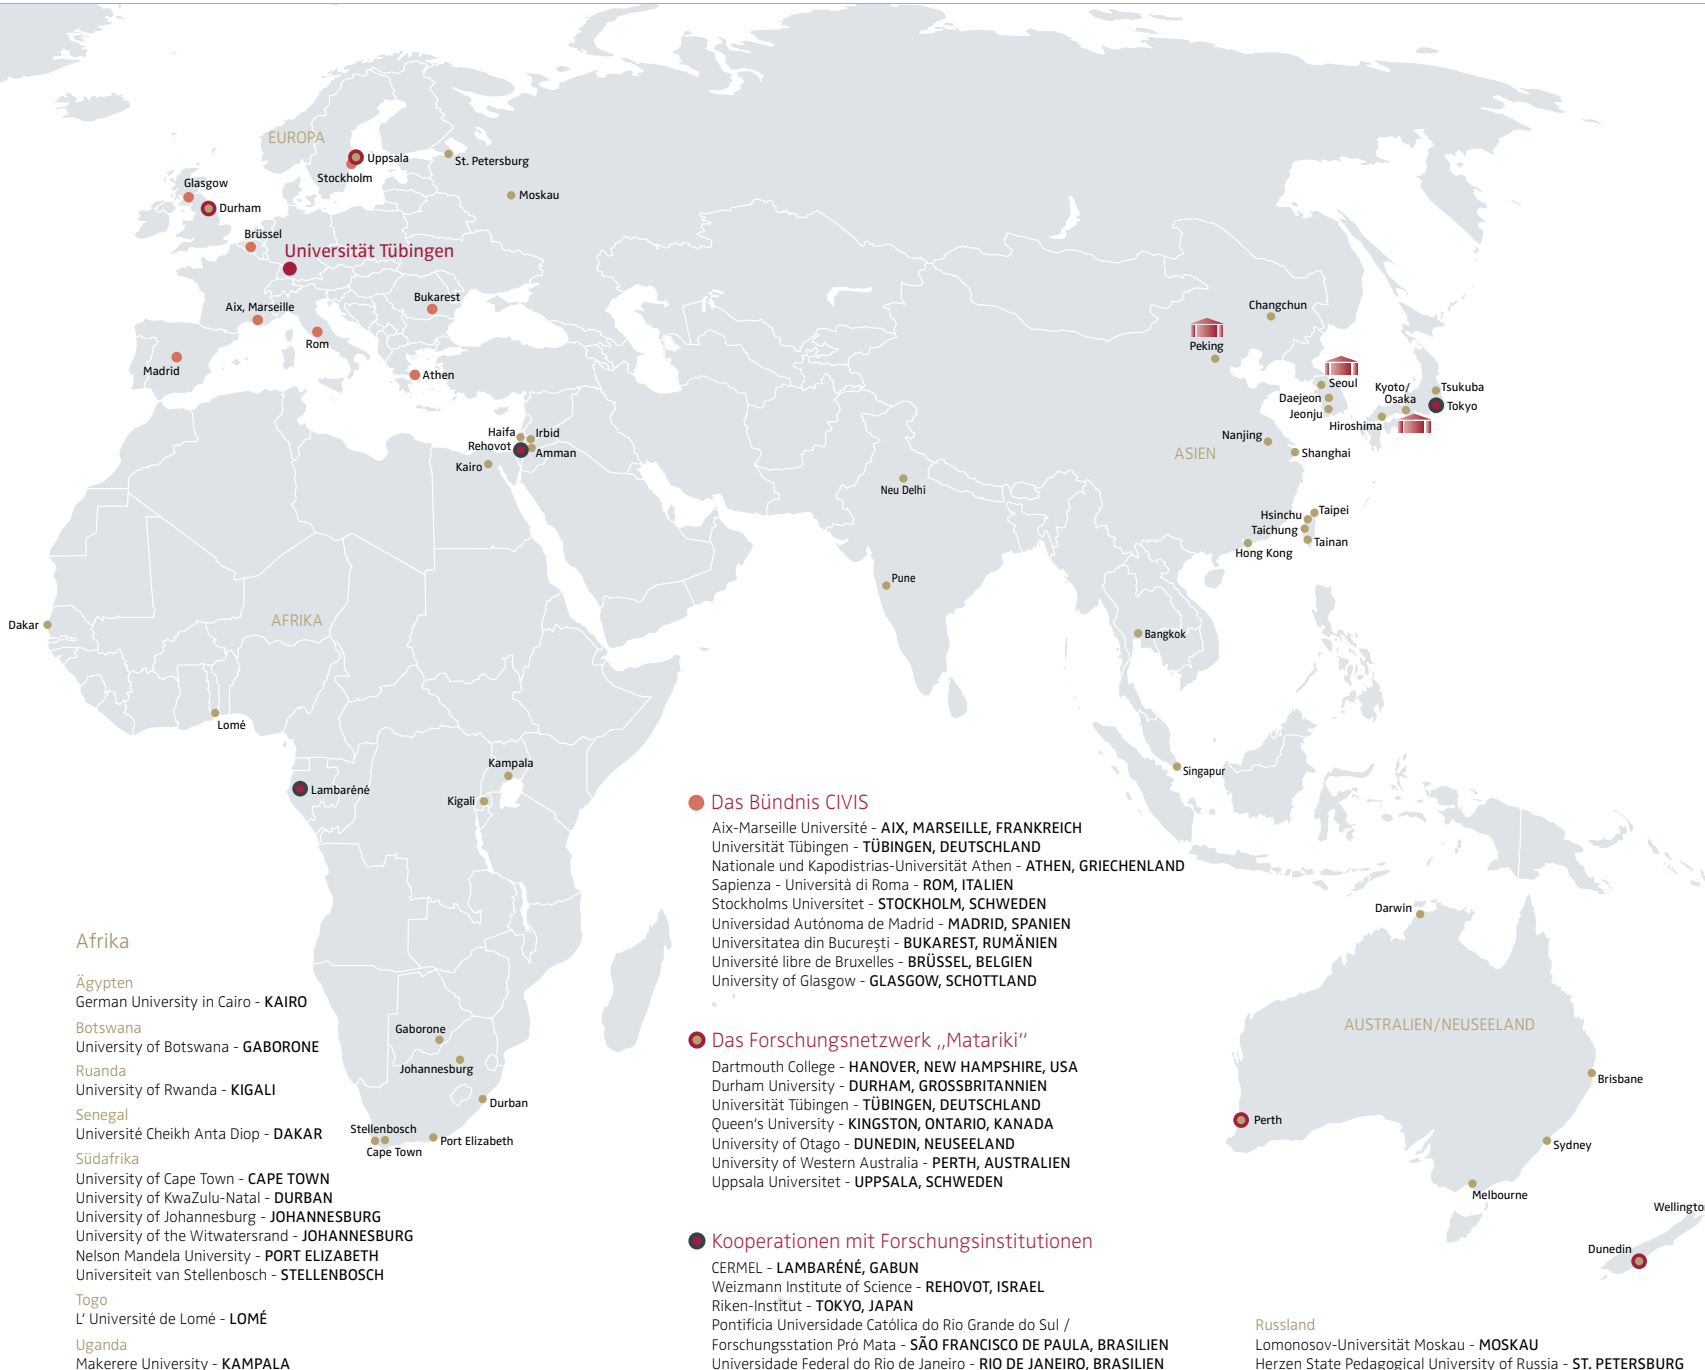 EUROPA
Uppsala
St. Petersburg
Stockholm
Glasgow
Moskau
Durham
Brüssel
Universität Tübingen
Bukarest
Aix, Marseille
Rom
Madrid
Athen
Changchun
Peking
Seoul
Kyoto/
Osaka
Tsukuba
Daejeon
Tokyo
Jeonju
Hiroshima
Haifa
Irbid
Rehovot
Amman
Kairo
Nanjing
ASIEN
Shanghai
Neu Delhi
Hsinchu
Taipei
Taichung
Tainan
Hong Kong
Pune
Dakar
AFRIKA
Bangkok
Lomé
Kampala
Singapur
Lambaréné
Kigali
Darwin
AUSTRALIEN/NEUSEELAND
Gaborone
Johannesburg
Brisbane
Durban
Perth
Stellenbosch
Port Elizabeth
Cape Town
Sydney
Melbourne
Dunedin
Das Bündnis CIVIS
Aix-Marseille Université - AIX, MARSEILLE, FRANKREICH
Universität Tübingen - TÜBINGEN, DEUTSCHLAND
Nationale und Kapodistrias-Universität Athen - ATHEN, GRIECHENLAND
Sapienza - Università di Roma - ROM, ITALIEN
Stockholms Universitet - STOCKHOLM, SCHWEDEN
Universidad Autónoma de Madrid - MADRID, SPANIEN
Universitatea din Bucureşti - BUKAREST, RUMÄNIEN
Université libre de Bruxelles - BRÜSSEL, BELGIEN
University of Glasgow - GLASGOW, SCHOTTLAND
Das Forschungsnetzwerk „Matariki“
Dartmouth College - HANOVER, NEW HAMPSHIRE, USA
Durham University - DURHAM, GROSSBRITANNIEN
Universität Tübingen - TÜBINGEN, DEUTSCHLAND
Queen's University - KINGSTON, ONTARIO, KANADA
University of Otago - DUNEDIN, NEUSEELAND
University of Western Australia - PERTH, AUSTRALIEN
Uppsala Universitet - UPPSALA, SCHWEDEN
Kooperationen mit Forschungsinstitutionen
CERMEL - LAMBARÉNÉ, GABUN
Weizmann Institute of Science - REHOVOT, ISRAEL
Riken-Institut - TOKYO, JAPAN
Pontifícia Universidade Católica do Rio Grande do Sul /
Forschungsstation Pró Mata - SÃO FRANCISCO DE PAULA, BRASILIEN
Universidade Federal do Rio de Janeiro - RIO DE JANEIRO, BRASILIEN
Afrika
Ägypten
German University in Cairo - KAIRO
Botswana
University of Botswana - GABORONE
Ruanda
University of Rwanda - KIGALI
Senegal
Université Cheikh Anta Diop - DAKAR
Südafrika
University of Cape Town - CAPE TOWN
University of KwaZulu-Natal - DURBAN
University of Johannesburg - JOHANNESBURG
University of the Witwatersrand - JOHANNESBURG
Nelson Mandela University - PORT ELIZABETH
Universiteit van Stellenbosch - STELLENBOSCH
Togo
L' Université de Lomé - LOMÉ
Uganda
Makerere University - KAMPALA
Russland
Lomonosov-Universität Moskau - MOSKAU
Herzen State Pedagogical University of Russia - ST. PETERSBURG